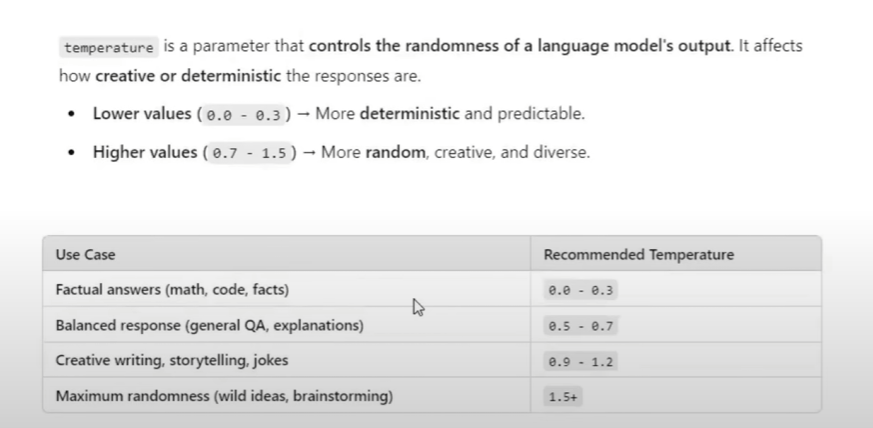 temperature is a parameter that controls the randomness of a language model's output. It affects
how creative or deterministic the responses are.
• Lower values ( 0.0 - 0.3 ) → More deterministic and predictable.
• Higher values ( 0.7 - 1.5 ) → More random, creative, and diverse.
Use Case Recommended Temperature
Factual answers (math, code, facts) 0.0 - 0.3
Balanced response (general QA, explanations) 0.5 - 0.7
Creative writing, storytelling, jokes 0.9 - 1.2
Maximum randomness (wild ideas, brainstorming) 1.5+